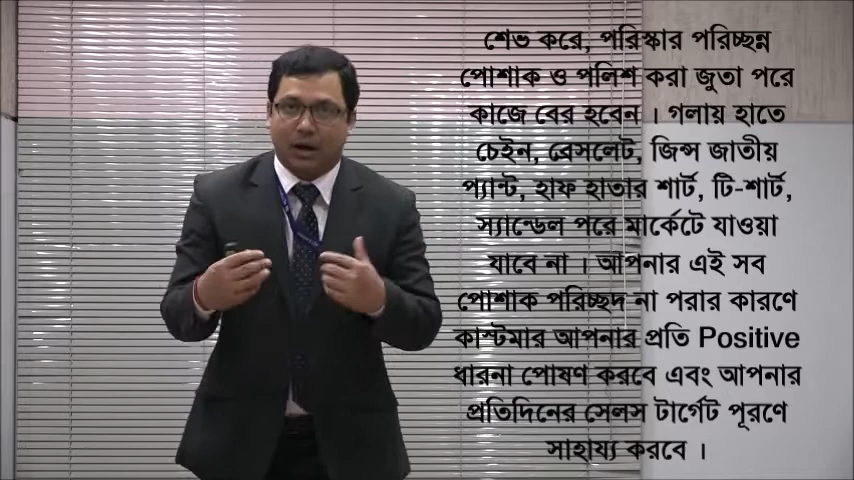 শেভ করে, পরিস্কার পরিচ্ছন্ন
পোশাক ও পলিশ করা জুতা পরে
কাজে বের হবেন । গলায় হাতে
চেইন, ব্রেসলেট, জিন্স জাতীয়
প্যান্ট, হাফ হাতার শার্ট, টি-শার্ট,
স্যান্ডেল পরে মার্কেটে যাওয়া
যাবে না । আপনার এই সব
পোশাক পরিচ্ছদ না পরার কারণে
কাস্টমার আপনার প্রতি Positive
ধারনা পোষণ করবে এবং আপনার
প্রতিদিনের সেলস টার্গেট পূরণে
সাহায্য করবে ।